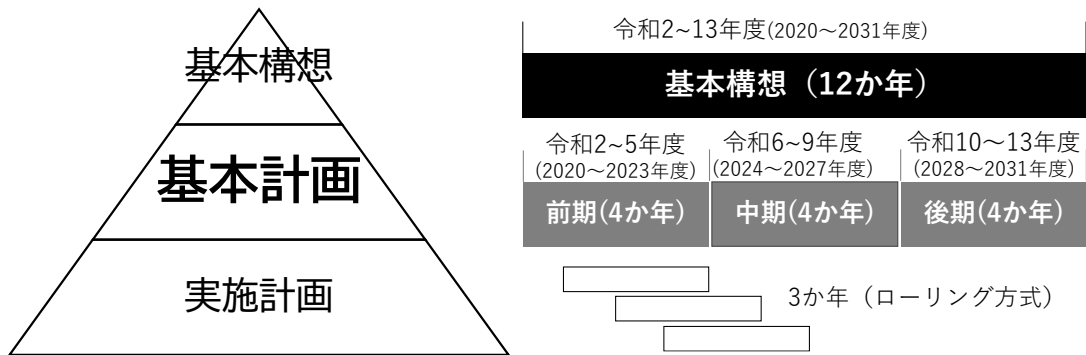 基本構想
基本計画
実施計画
令和2~13年度(2020～2031年度)
基本構想（12か年）
令和2~5年度
(2020～2023年度)
令和6~9年度
(2024～2027年度)
令和10～13年度
(2028～2031年度)
前期(4か年)
中期(4か年)
後期(4か年)
3か年（ローリング方式）